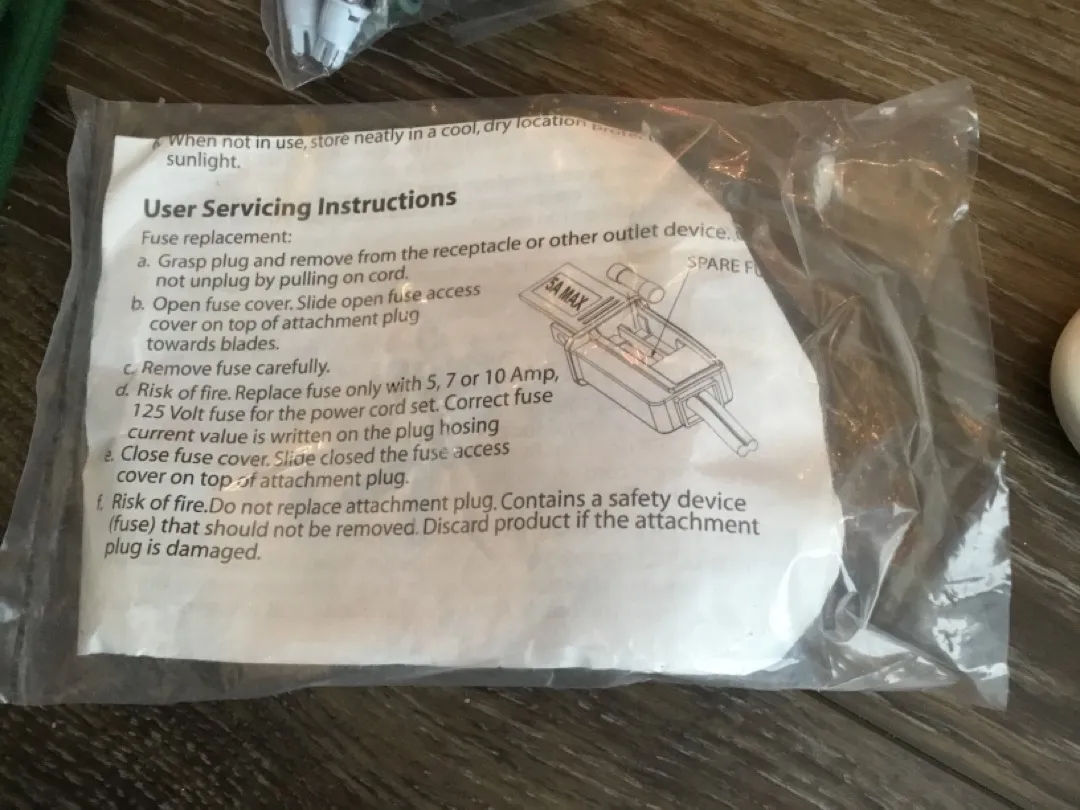 When not in use, store neatly in a cool, dry location
sunlight.
User Servicing Instructions
Fuse replacement:
a. Grasp plug and remove from the receptacle or other outlet device.
not unplug by pulling on cord.
SPARE
5A MAX
b. Open fuse cover. Slide open fuse access
cover on top of attachment plug
towards blades.
c. Remove fuse carefully.
d. Risk of fire. Replace fuse only with 5, 7 or 10 Amp,
125 Volt fuse for the power cord set. Correct fuse
current value is written on the plug hosing
e. Close fuse cover. Slide closed the fuse access
cover on top of attachment plug.
f. Risk of fire.Do not replace attachment plug. Contains a safety device
(fuse) that should not be removed. Discard product if the attachment
plug is damaged.